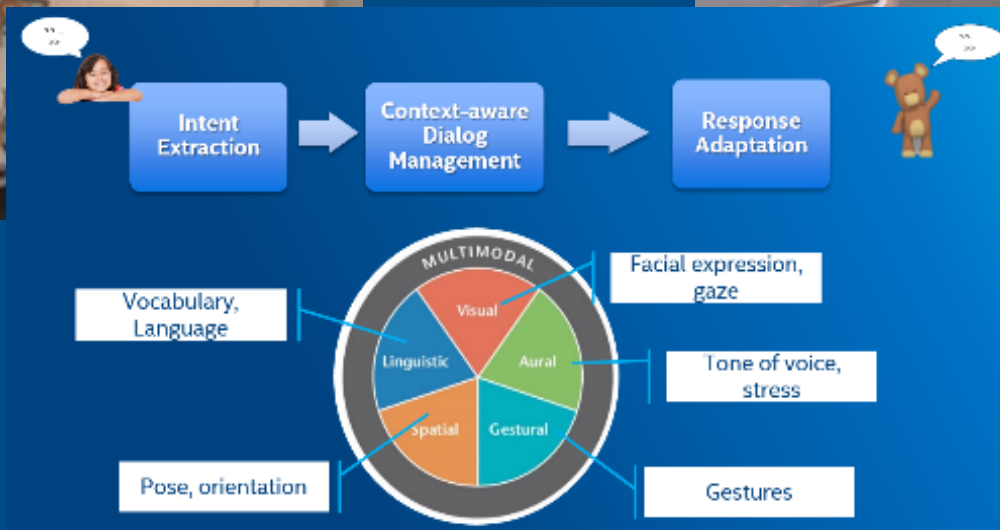 Intent
Extraction
Context-aware
Dialog
Management
Response
Adaptation
MULTIMODAL
Visual
Aural
Gestural
Spatial
Linguistic
Facial expression,
gaze
Vocabulary,
Language
Tone of voice,
stress
Pose, orientation
Gestures